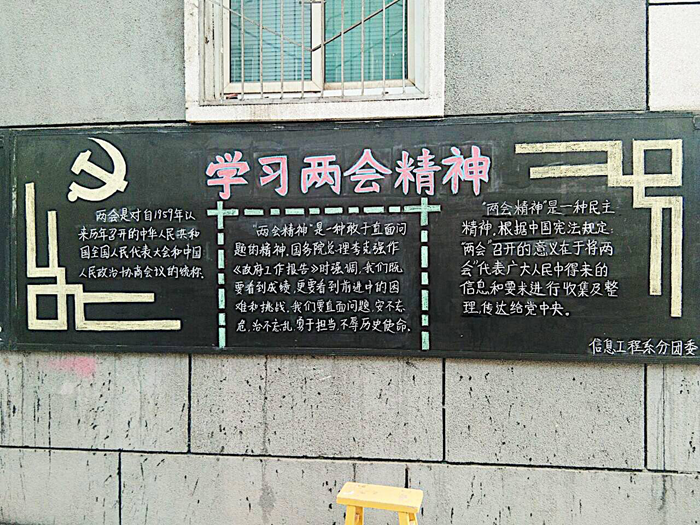 学习两会精神
两会是对自1959年以
来历年召开的中华人民共和
国全国人民代表大会和中国
人民政治协商会议的统称.
"两会精神"是一种敢于直面问
题的精神,国务院总理李克强作
《政府工作报告》时强调,我们既
要看到成绩,更要看到前进中的困
难和挑战,我们要直面问题,安不忘
危,治不忘乱,勇于担当,不辱历史使命.
"两会精神"是一种民主
精神,根据中国宪法规定:
"两会"召开的意义在于将"两
会"代表广大人民中得来的
信息和要求进行收集及整
理,传达给党中央。
信息工程系分团委